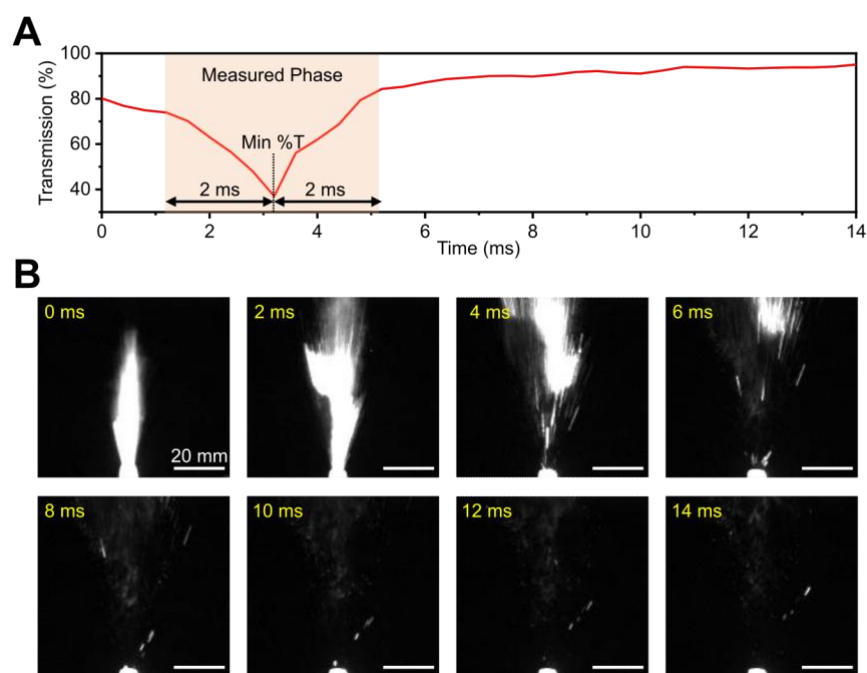 A
100
80
60
40
Transmission (%)
Measured Phase
Min %T
2 ms 2 ms
0 2 4 6 8 10 12 14
Time (ms)
B
0 ms 2 ms 4 ms 6 ms
20 mm
8 ms 10 ms 12 ms 14 ms